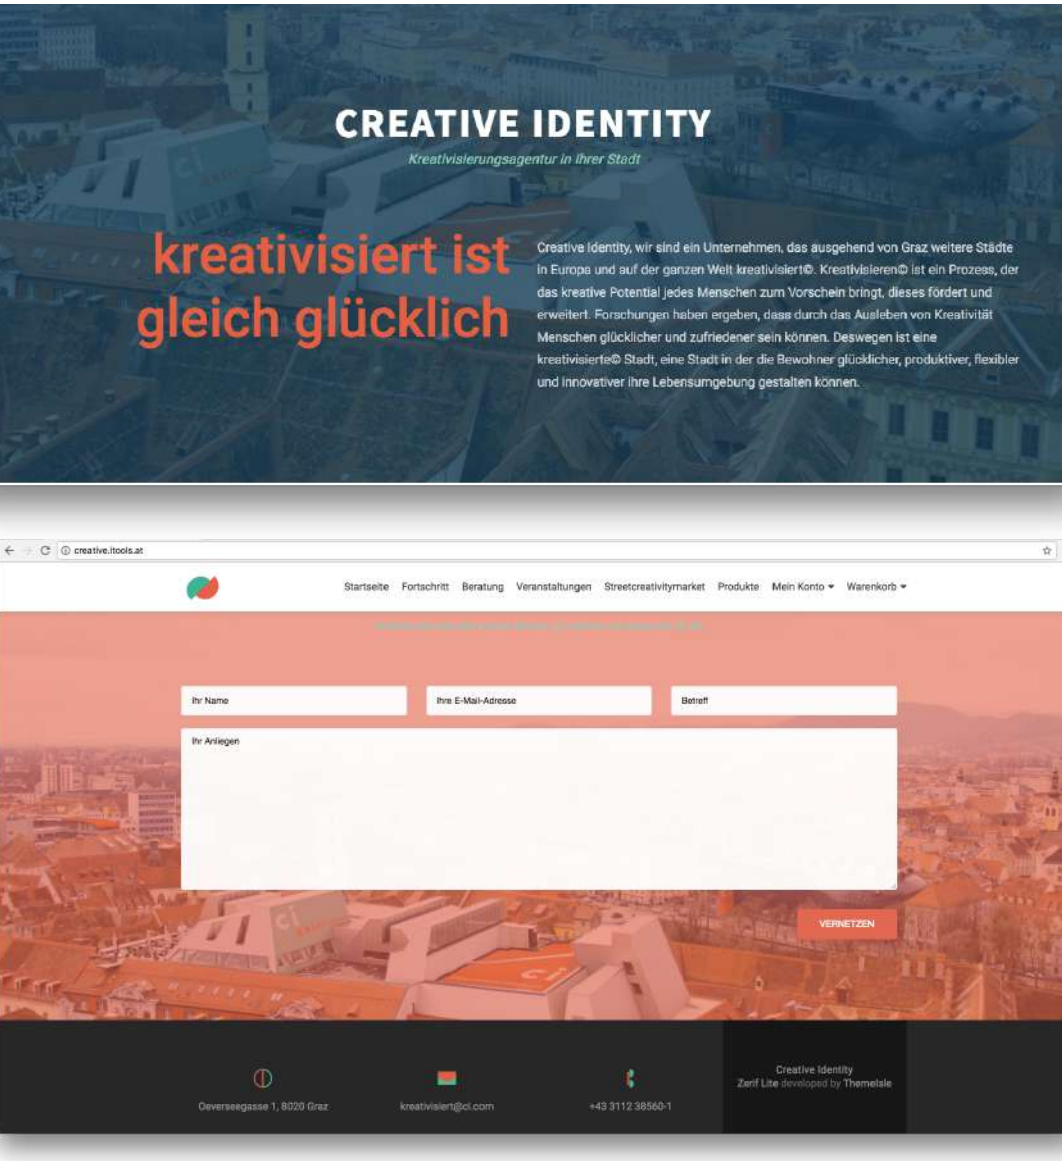 CREATIVE IDENTITY
Kreativisierungsagentur in Ihrer Stadt
kreativisiert ist
gleich glücklich
Creative Identity, wir sind ein Unternehmen, das ausgehend von Graz weitere Städte
in Europa und auf der ganzen Welt kreativisiert©. Kreativisieren© ist ein Prozess, der
das kreative Potential jedes Menschen zum Vorschein bringt, dieses fördert und
erweitert. Forschungen haben ergeben, dass durch das Ausleben von Kreativität
Menschen glücklicher und zufriedener sein können. Deswegen ist eine
kreativisierte© Stadt, eine Stadt in der die Bewohner glücklicher, produktiver, flexibler
und innovativer ihre Lebensumgebung gestalten können.
creative.itools.at
Startseite Fortschritt Beratung Veranstaltungen Streetcreativitymarket Produkte Mein Konto Warenkorb
Ihr Name Ihre E-Mail-Adresse Betreff
Ihr Anliegen
ci
VERNETZEN
Creative Identity
Zerif Lite developed by ThemeIsle
Oeverseegasse 1, 8020 Graz kreativisiert@ci.com +43 3112 38560-1